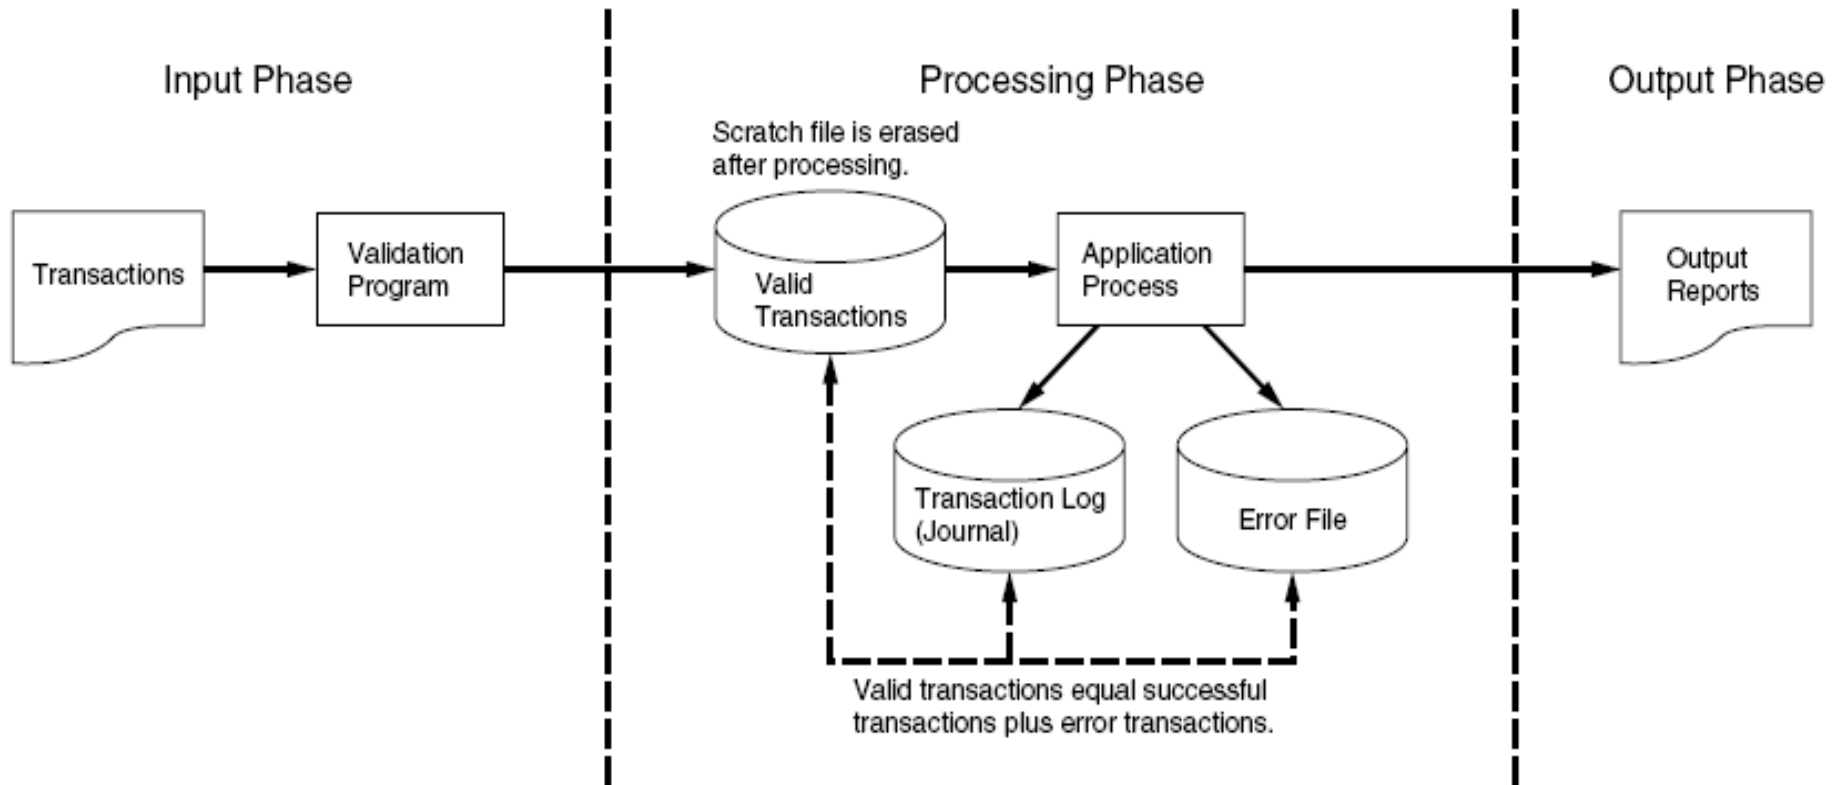 Input Phase
Processing Phase
Output Phase
Scratch file is erased
after processing.
Transactions
Validation
Program
Valid
Transactions
Application
Process
Output
Reports
Transaction Log
(Journal)
Error File
Valid transactions equal successful
transactions plus error transactions.